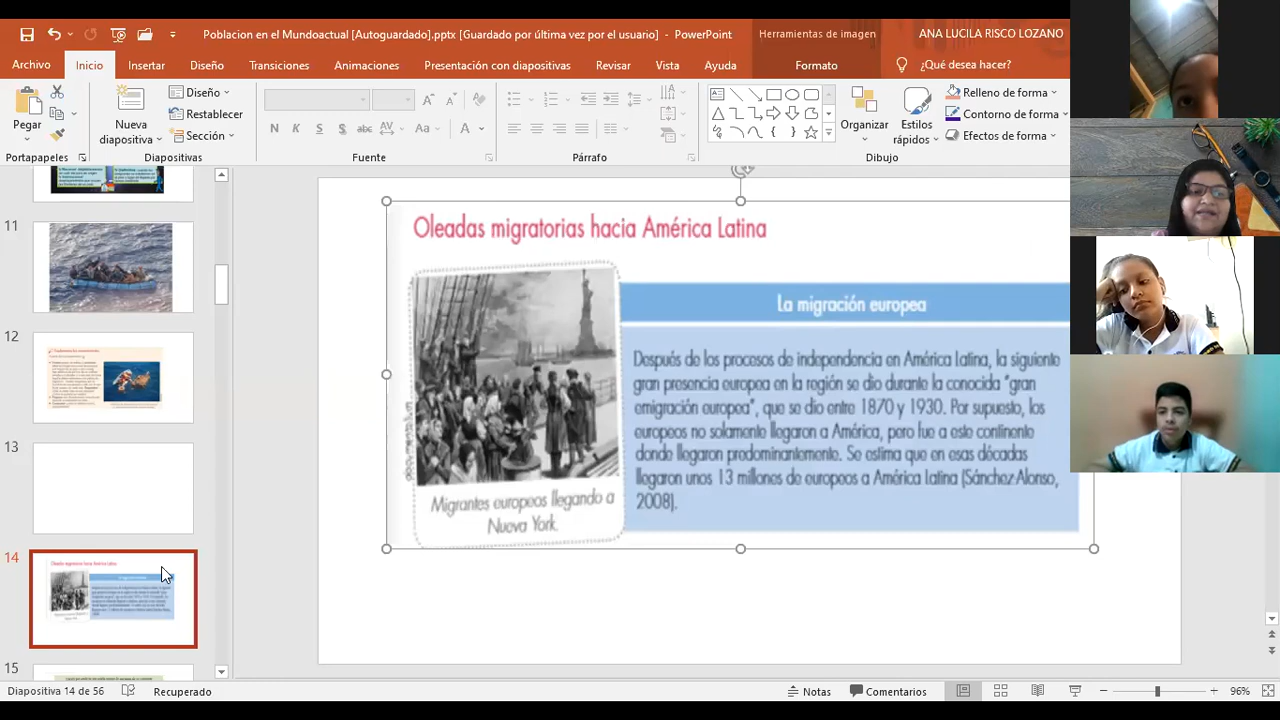 Poblacion en el Mundoactual [Autoguardado].pptx [Guardado por última vez por el usuario] - PowerPoint
Herramientas de imagen
ANA LUCILA RISCO LOZANO
Archivo
Inicio
Insertar
Diseño
Transiciones
Animaciones
Presentación con diapositivas
Revisar
Vista
Ayuda
Formato
¿Qué desea hacer?
Pegar
Nueva
diapositiva
Diseño
Restablecer
Sección
N K S S abc AV Aa A
Organizar
Estilos
rápidos
Relleno de forma
Contorno de forma
Efectos de forma
Portapapeles
Diapositivas
Fuente
Párrafo
Dibujo
11
12
13
14
15
Oleadas migratorias hacia América Latina
La migración europea
Después de los procesos de independencia en América Latina, la siguiente
gran presencia europea en la región se dio durante la conocida "gran
emigración europea", que se dio entre 1870 y 1930. Por supuesto, los
europeos no solamente llegaron a América, pero fue a este continente
donde llegaron predominantemente. Se estima que en esas décadas
llegaron unos 13 millones de europeos a América Latina (Sánchez-Alonso,
2008).
Migrantes europeos llegando a
Nueva York.
Diapositiva 14 de 56
Recuperado
Notas
Comentarios
96%